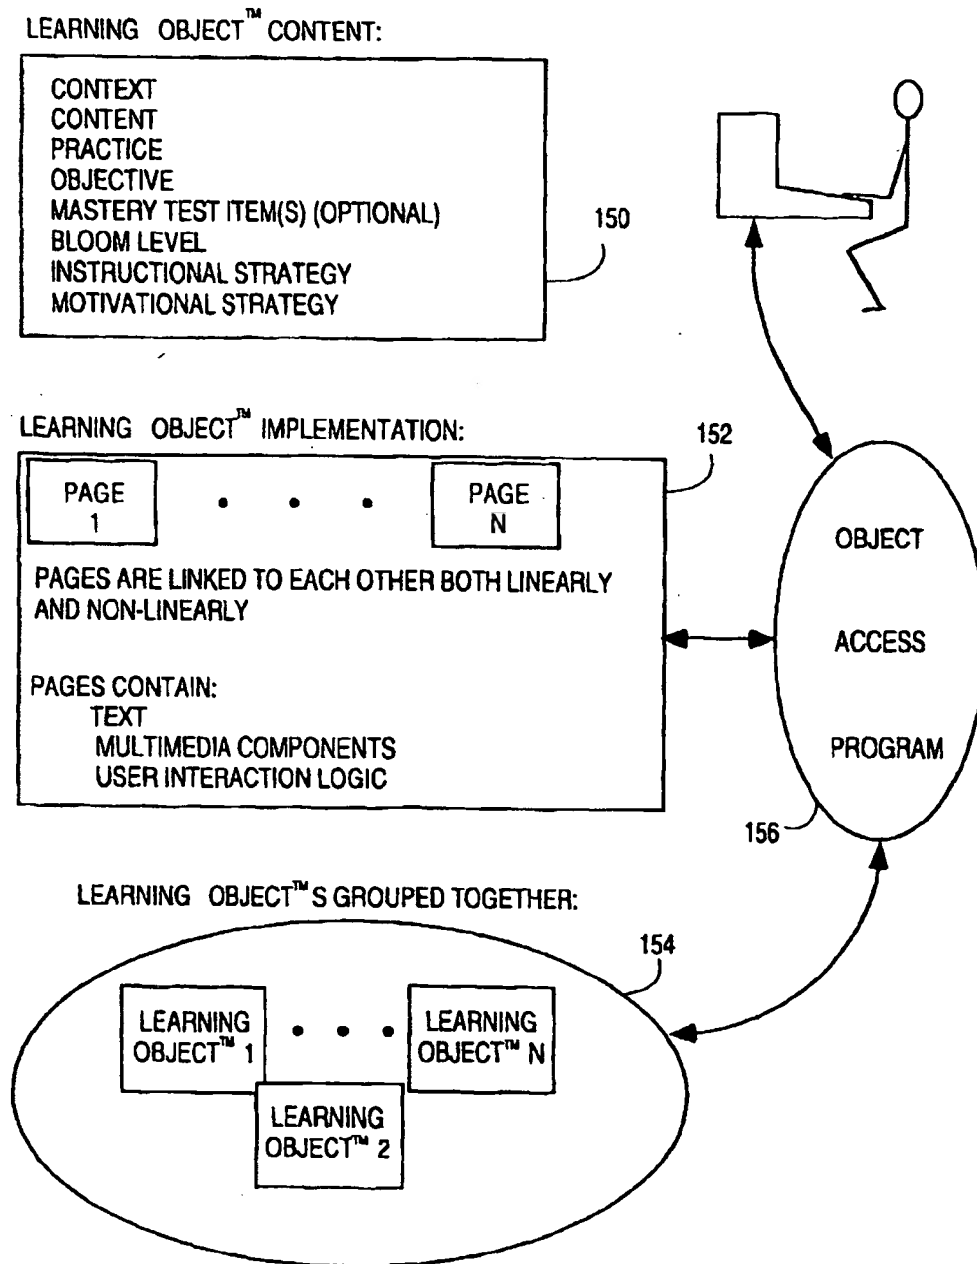 LEARNING OBJECT™ CONTENT:
CONTEXT
CONTENT
PRACTICE
OBJECTIVE
MASTERY TEST ITEM(S) (OPTIONAL)
BLOOM LEVEL
INSTRUCTIONAL STRATEGY
MOTIVATIONAL STRATEGY
150
LEARNING OBJECT™ IMPLEMENTATION:
152
PAGE
1
• • •
PAGE
N
PAGES ARE LINKED TO EACH OTHER BOTH LINEARLY
AND NON-LINEARLY
PAGES CONTAIN:
TEXT
MULTIMEDIA COMPONENTS
USER INTERACTION LOGIC
OBJECT
ACCESS
PROGRAM
156
LEARNING OBJECT™S GROUPED TOGETHER:
154
LEARNING
OBJECT™ 1
• • •
LEARNING
OBJECT™ N
LEARNING
OBJECT™ 2